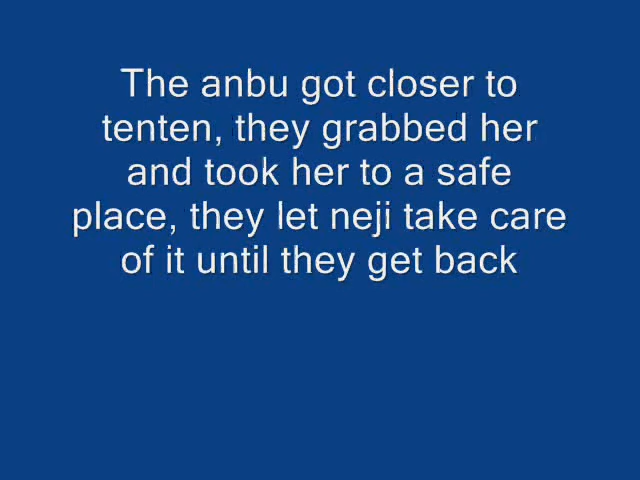 The anbu got closer to
tenten, they grabbed her
and took her to a safe
place, they let neji take care
of it until they get back